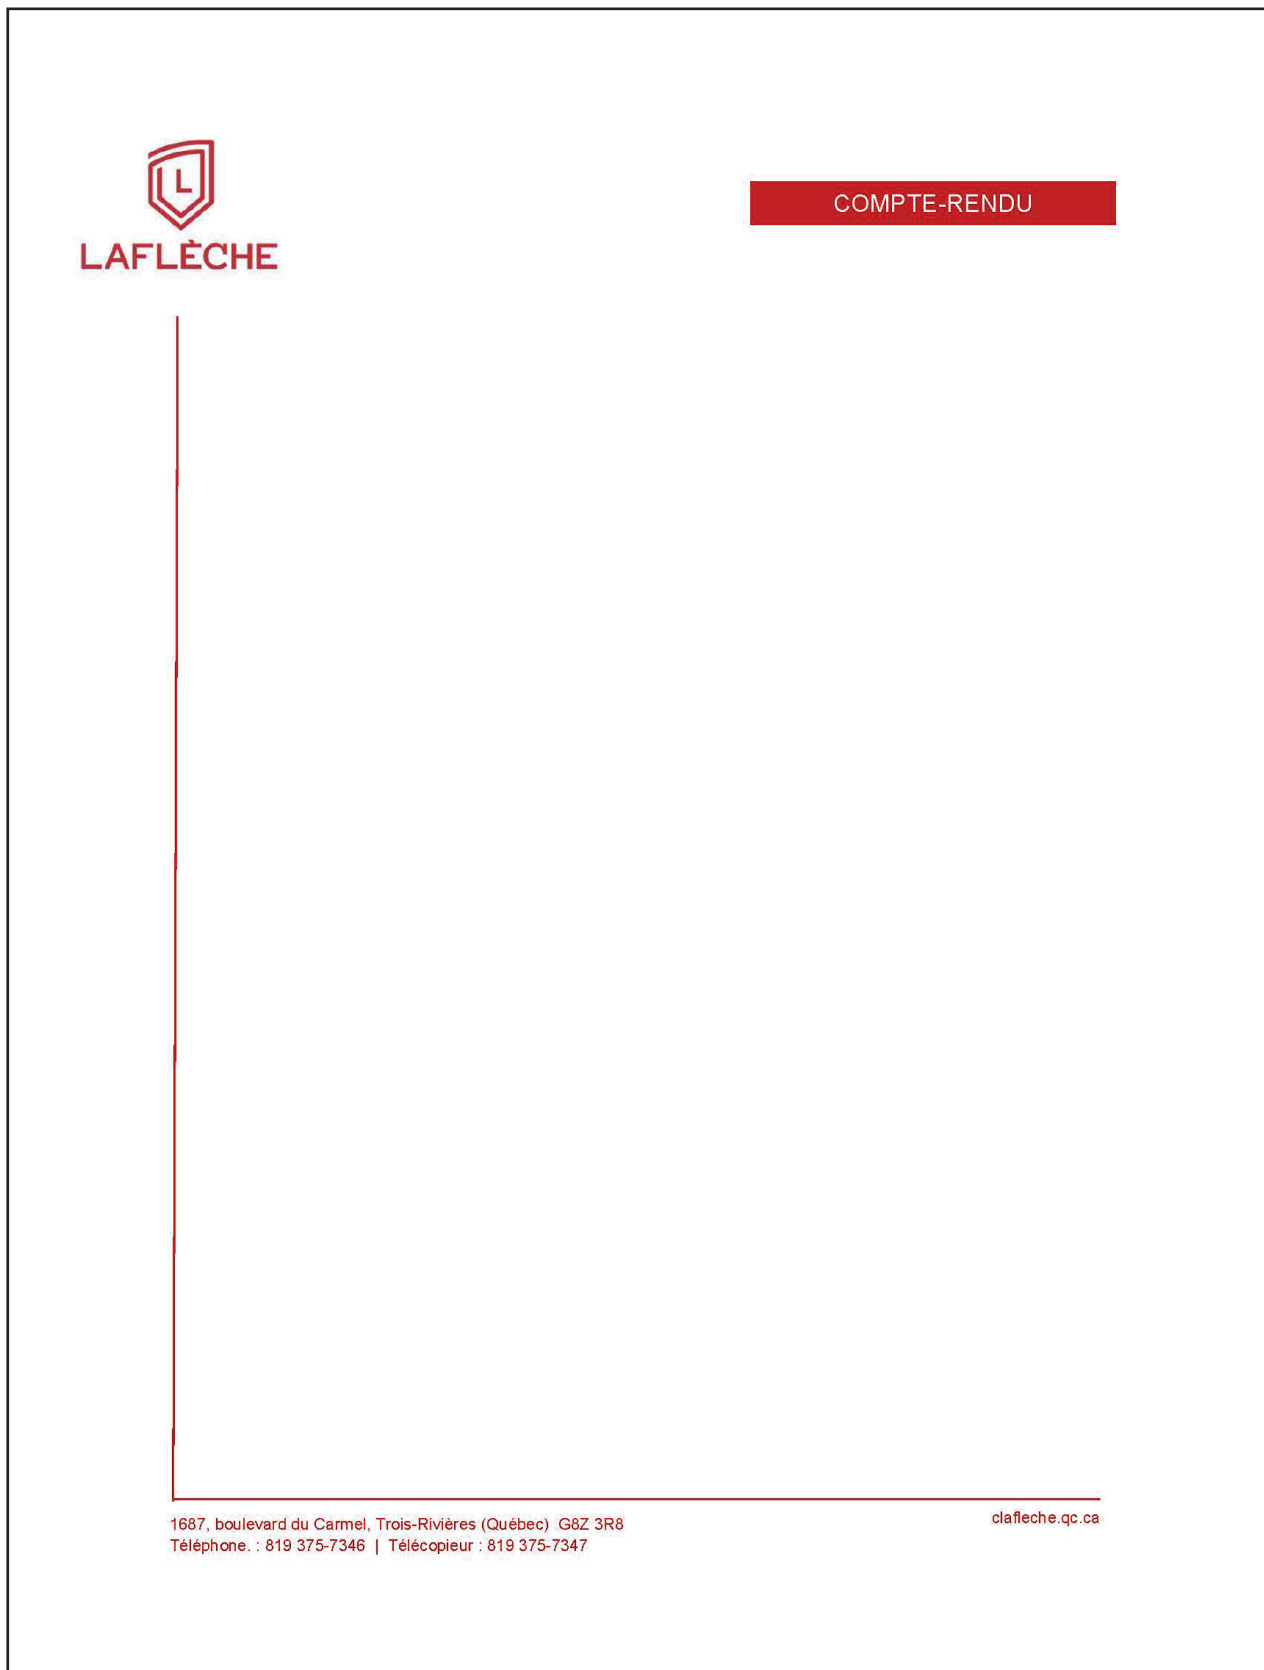 L
LAFLÈCHE
COMPTE-RENDU
1687, boulevard du Carmel, Trois-Rivières (Québec) G8Z 3R8
Téléphone. : 819 375-7346 | Télécopieur : 819 375-7347
clafleche.qc.ca